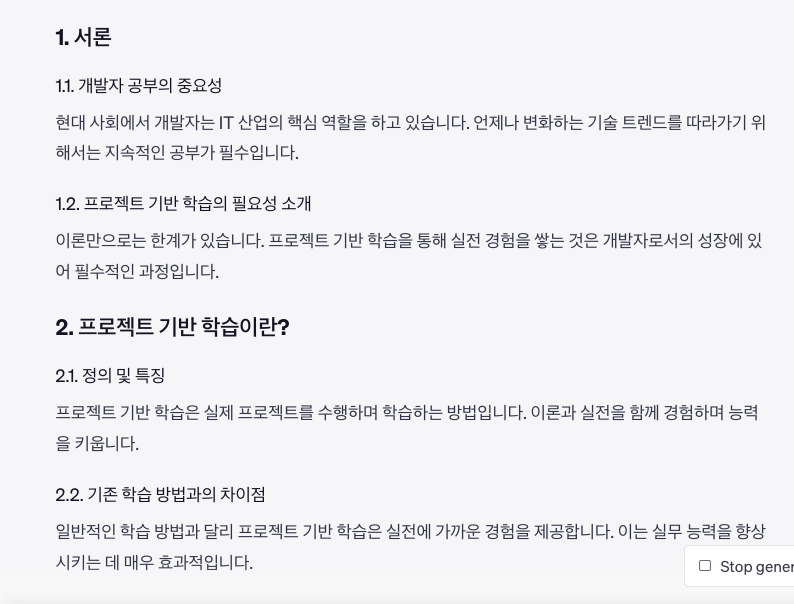 1. 서론
1.1. 개발자 공부의 중요성
현대 사회에서 개발자는 IT 산업의 핵심 역할을 하고 있습니다. 언제나 변화하는 기술 트렌드를 따라가기 위
해서는 지속적인 공부가 필수입니다.
1.2. 프로젝트 기반 학습의 필요성 소개
이론만으로는 한계가 있습니다. 프로젝트 기반 학습을 통해 실전 경험을 쌓는 것은 개발자로서의 성장에 있
어 필수적인 과정입니다.
2. 프로젝트 기반 학습이란?
2.1. 정의 및 특징
프로젝트 기반 학습은 실제 프로젝트를 수행하며 학습하는 방법입니다. 이론과 실전을 함께 경험하며 능력
을 키웁니다.
2.2. 기존 학습 방법과의 차이점
일반적인 학습 방법과 달리 프로젝트 기반 학습은 실전에 가까운 경험을 제공합니다. 이는 실무 능력을 향상
시키는 데 매우 효과적입니다.
Stop gener